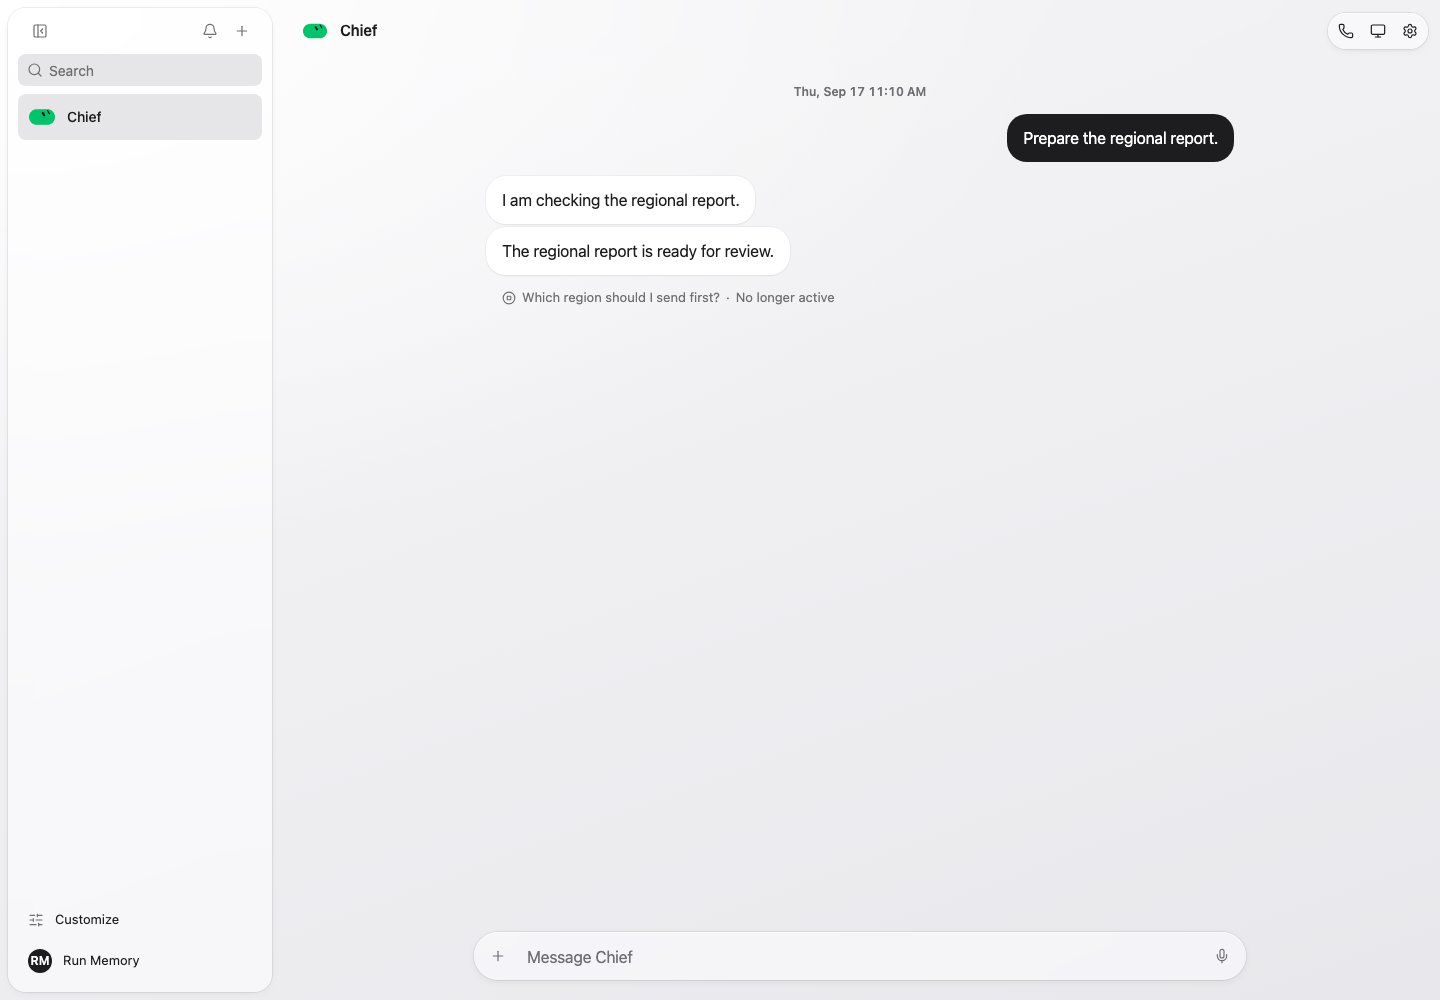 Search
Chief
Customize
RM Run Memory
Chief
Thu, Sep 17 11:10 AM
Prepare the regional report.
I am checking the regional report.
The regional report is ready for review.
Which region should I send first? · No longer active
Message Chief